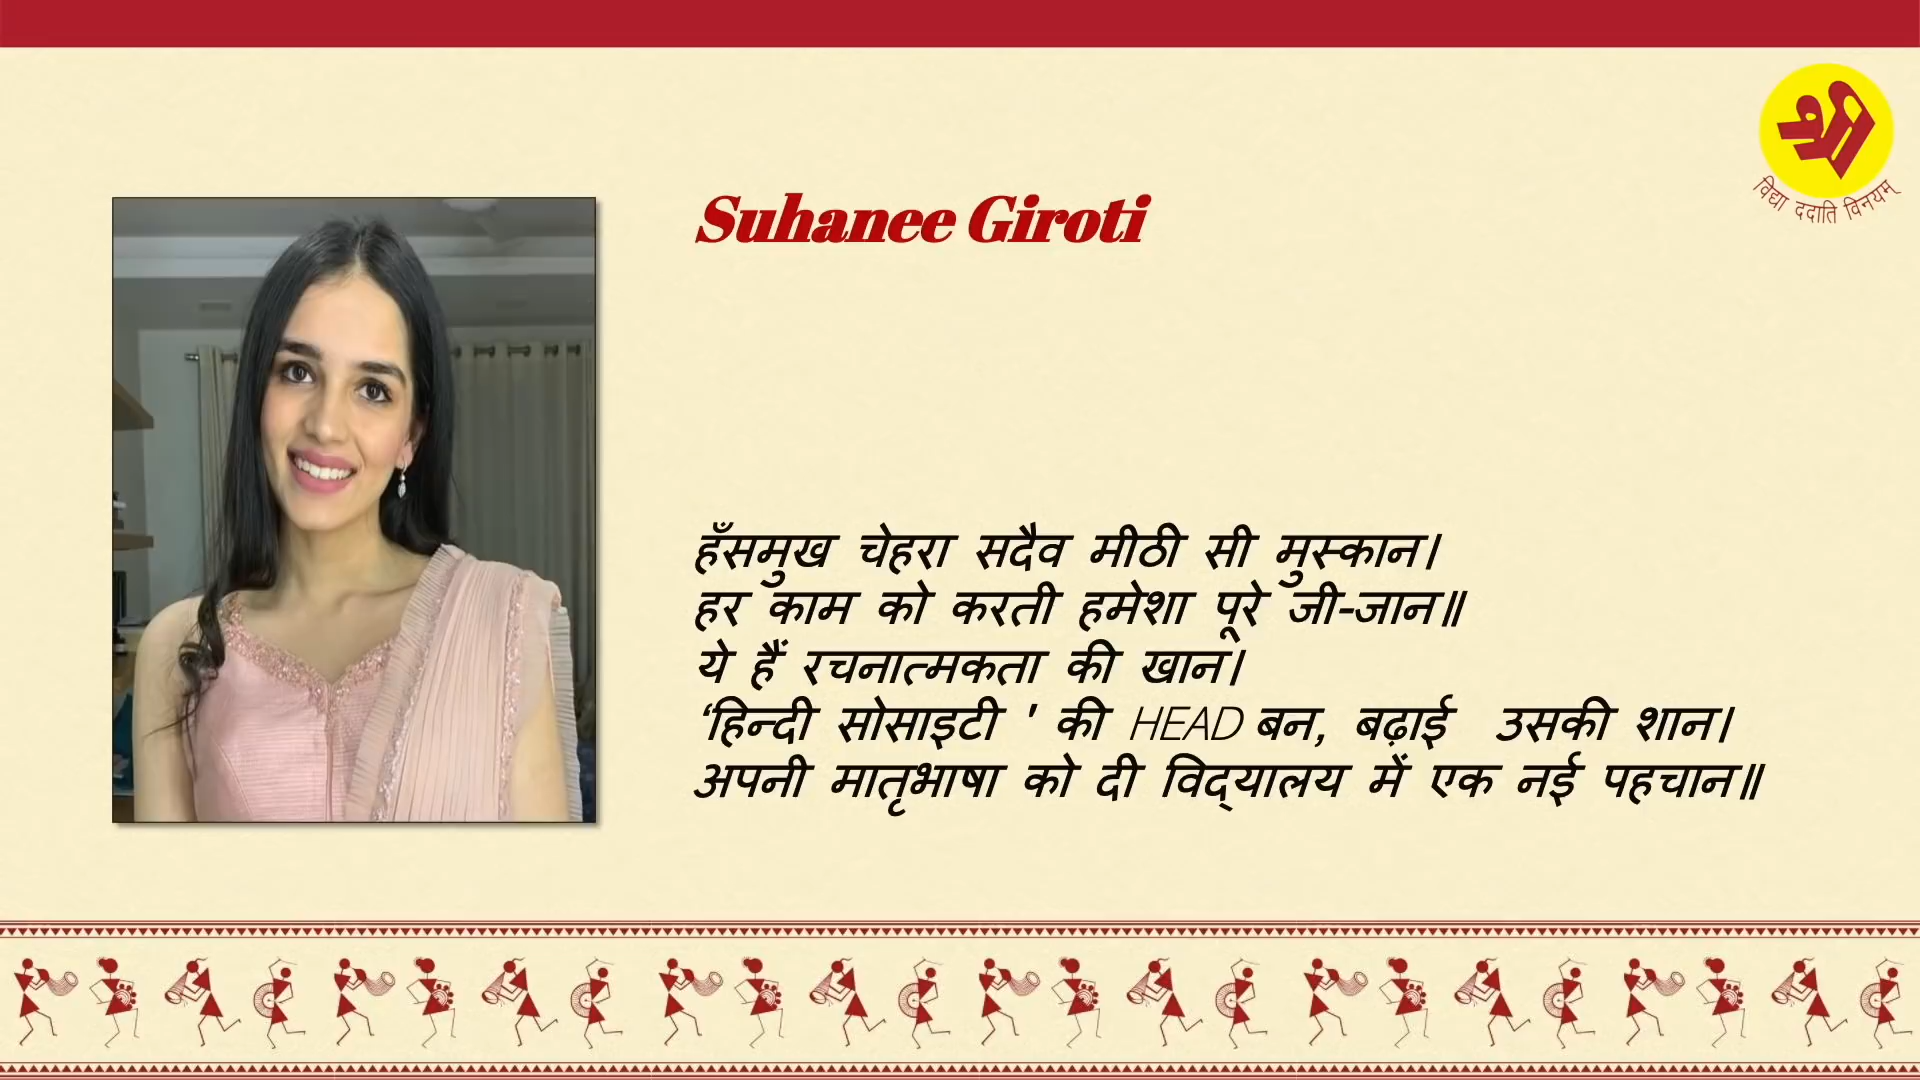 श्री
विद्या ददाति विनयम्
Suhanee Giroti
हँसमुख चेहरा सदैव मीठी सी मुस्कान।
हर काम को करती हमेशा पूरे जी-जान॥
ये हैं रचनात्मकता की खान।
‘हिन्दी सोसाइटी ' की HEAD बन, बढ़ाई उसकी शान।
अपनी मातृभाषा को दी विद्यालय में एक नई पहचान॥